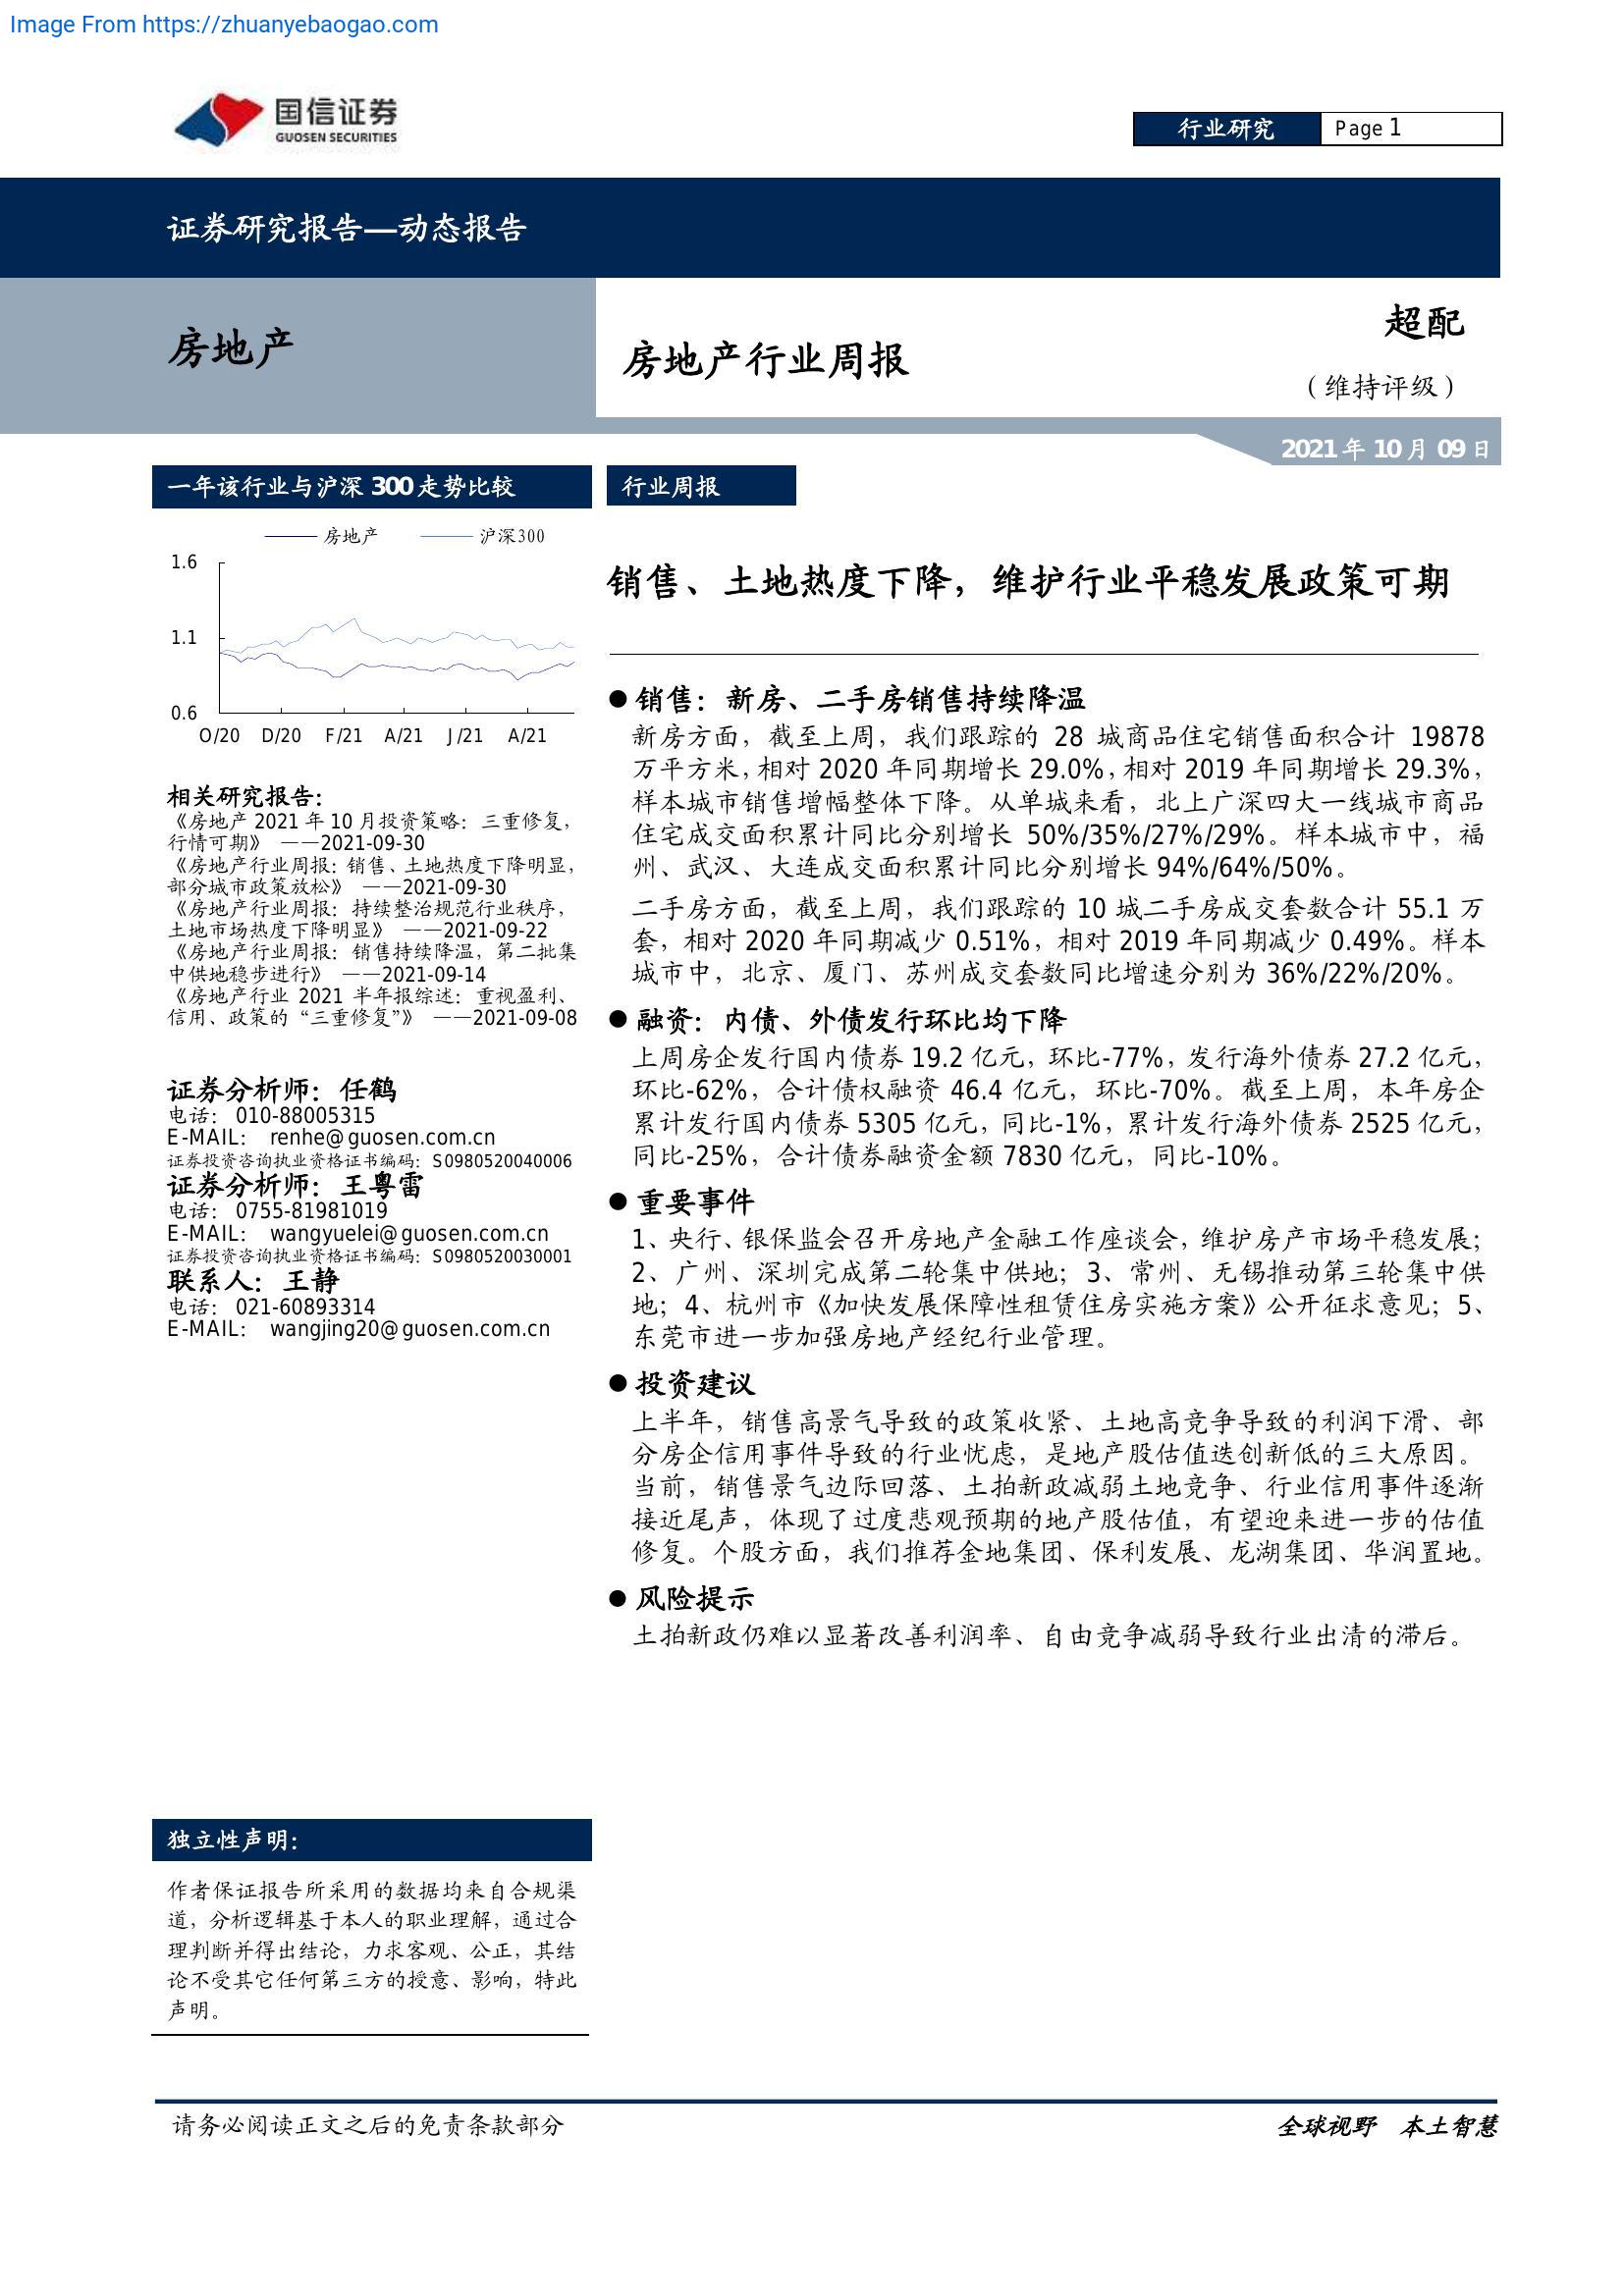 Image From https://zhuanyebaogao.com
国信证券
GUOSEN SECURITIES
行业研究 Page 1
证券研究报告—动态报告
房地产
房地产行业周报
超配
（维持评级）
2021 年 10 月 09 日
一年该行业与沪深 300 走势比较
房地产 沪深300
1.6
1.1
0.6
O/20 D/20 F/21 A/21 J/21 A/21
相关研究报告：
《房地产 2021 年 10 月投资策略：三重修复，
行情可期》 ——2021-09-30
《房地产行业周报：销售、土地热度下降明显，
部分城市政策放松》 ——2021-09-30
《房地产行业周报：持续整治规范行业秩序，
土地市场热度下降明显》 ——2021-09-22
《房地产行业周报：销售持续降温，第二批集
中供地稳步进行》 ——2021-09-14
《房地产行业 2021 半年报综述：重视盈利、
信用、政策的“三重修复”》 ——2021-09-08
证券分析师：任鹤
电话： 010-88005315
E-MAIL： renhe@guosen.com.cn
证券投资咨询执业资格证书编码：S0980520040006
证券分析师：王粤雷
电话： 0755-81981019
E-MAIL： wangyuelei@guosen.com.cn
证券投资咨询执业资格证书编码：S0980520030001
联系人：王静
电话： 021-60893314
E-MAIL： wangjing20@guosen.com.cn
行业周报
销售、土地热度下降，维护行业平稳发展政策可期
● 销售：新房、二手房销售持续降温
新房方面，截至上周，我们跟踪的 28 城商品住宅销售面积合计 19878
万平方米，相对 2020 年同期增长 29.0%，相对 2019 年同期增长 29.3%，
样本城市销售增幅整体下降。从单城来看，北上广深四大一线城市商品
住宅成交面积累计同比分别增长 50%/35%/27%/29%。样本城市中，福
州、武汉、大连成交面积累计同比分别增长 94%/64%/50%。
二手房方面，截至上周，我们跟踪的 10 城二手房成交套数合计 55.1 万
套，相对 2020 年同期减少 0.51%，相对 2019 年同期减少 0.49%。样本
城市中，北京、厦门、苏州成交套数同比增速分别为 36%/22%/20%。
● 融资：内债、外债发行环比均下降
上周房企发行国内债券 19.2 亿元，环比-77%，发行海外债券 27.2 亿元，
环比-62%，合计债权融资 46.4 亿元，环比-70%。截至上周，本年房企
累计发行国内债券 5305 亿元，同比-1%，累计发行海外债券 2525 亿元，
同比-25%，合计债券融资金额 7830 亿元，同比-10%。
● 重要事件
1、央行、银保监会召开房地产金融工作座谈会，维护房产市场平稳发展；
2、广州、深圳完成第二轮集中供地；3、常州、无锡推动第三轮集中供
地；4、杭州市《加快发展保障性租赁住房实施方案》公开征求意见；5、
东莞市进一步加强房地产经纪行业管理。
● 投资建议
上半年，销售高景气导致的政策收紧、土地高竞争导致的利润下滑、部
分房企信用事件导致的行业忧虑，是地产股估值迭创新低的三大原因。
当前，销售景气边际回落、土拍新政减弱土地竞争、行业信用事件逐渐
接近尾声，体现了过度悲观预期的地产股估值，有望迎来进一步的估值
修复。个股方面，我们推荐金地集团、保利发展、龙湖集团、华润置地。
● 风险提示
土拍新政仍难以显著改善利润率、自由竞争减弱导致行业出清的滞后。
独立性声明：
作者保证报告所采用的数据均来自合规渠
道，分析逻辑基于本人的职业理解，通过合
理判断并得出结论，力求客观、公正，其结
论不受其它任何第三方的授意、影响，特此
声明。
请务必阅读正文之后的免责条款部分
全球视野 本土智慧